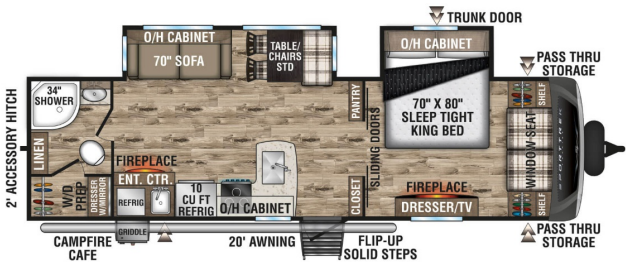 TRUNK DOOR
O/H CABINET
70" SOFA
TABLE/
CHAIRS
STD
O/H CABINET
PASS THRU
STORAGE
2' ACCESSORY HITCH
34"
SHOWER
LINEN
PANTRY
SLIDING DOORS
70" X 80"
SLEEP TIGHT
KING BED
SHELF
WINDOW SEAT
SPORTTREK
FIREPLACE
ENT. CTR.
W/D
PREP
DRESSER
W/MIRROR
REFRIG
10
CU FT
REFRIG
O/H CABINET
CLOSET
FIREPLACE
DRESSER/TV
SHELF
CAMPFIRE
CAFE
GRIDDLE
20' AWNING
FLIP-UP
SOLID STEPS
PASS THRU
STORAGE